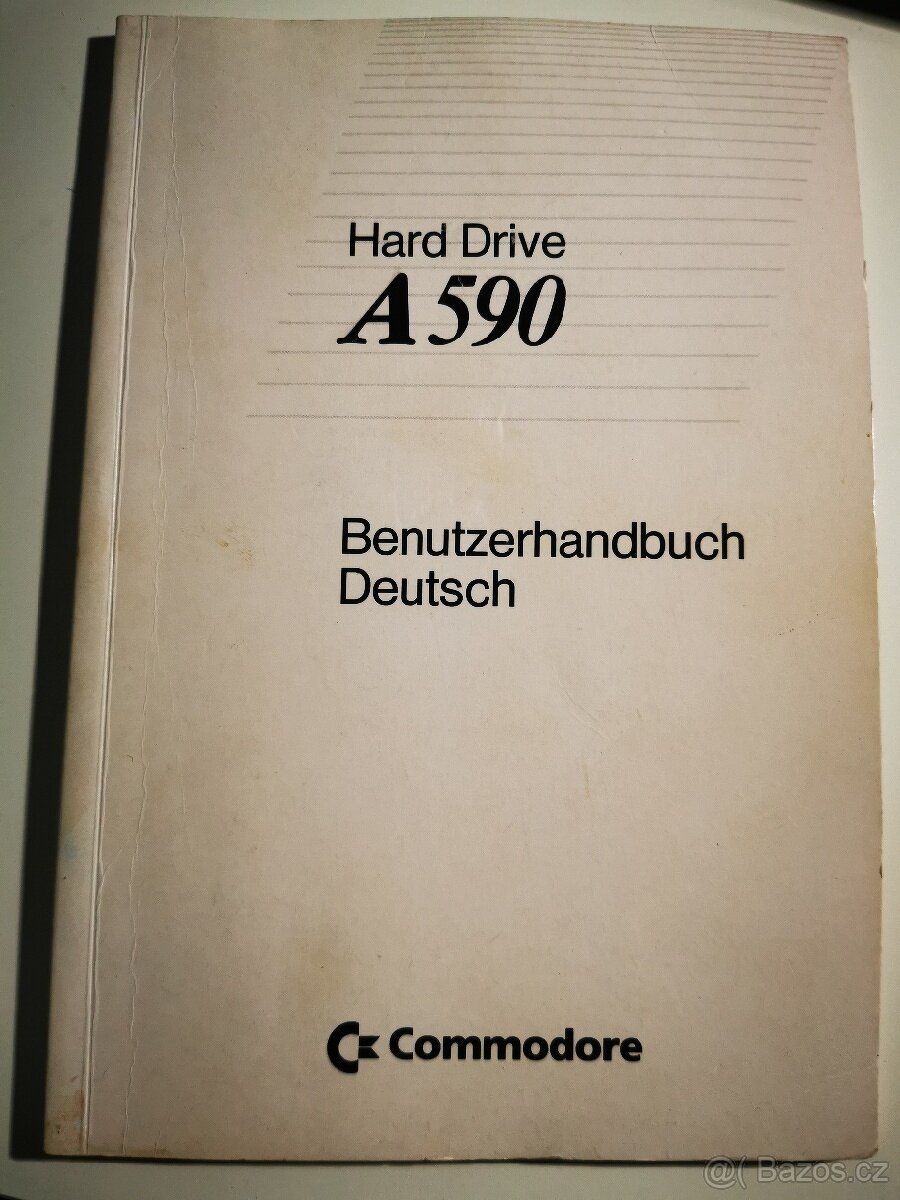 Hard Drive
A590
Benutzerhandbuch
Deutsch
Commodore
@( Bazos.cz